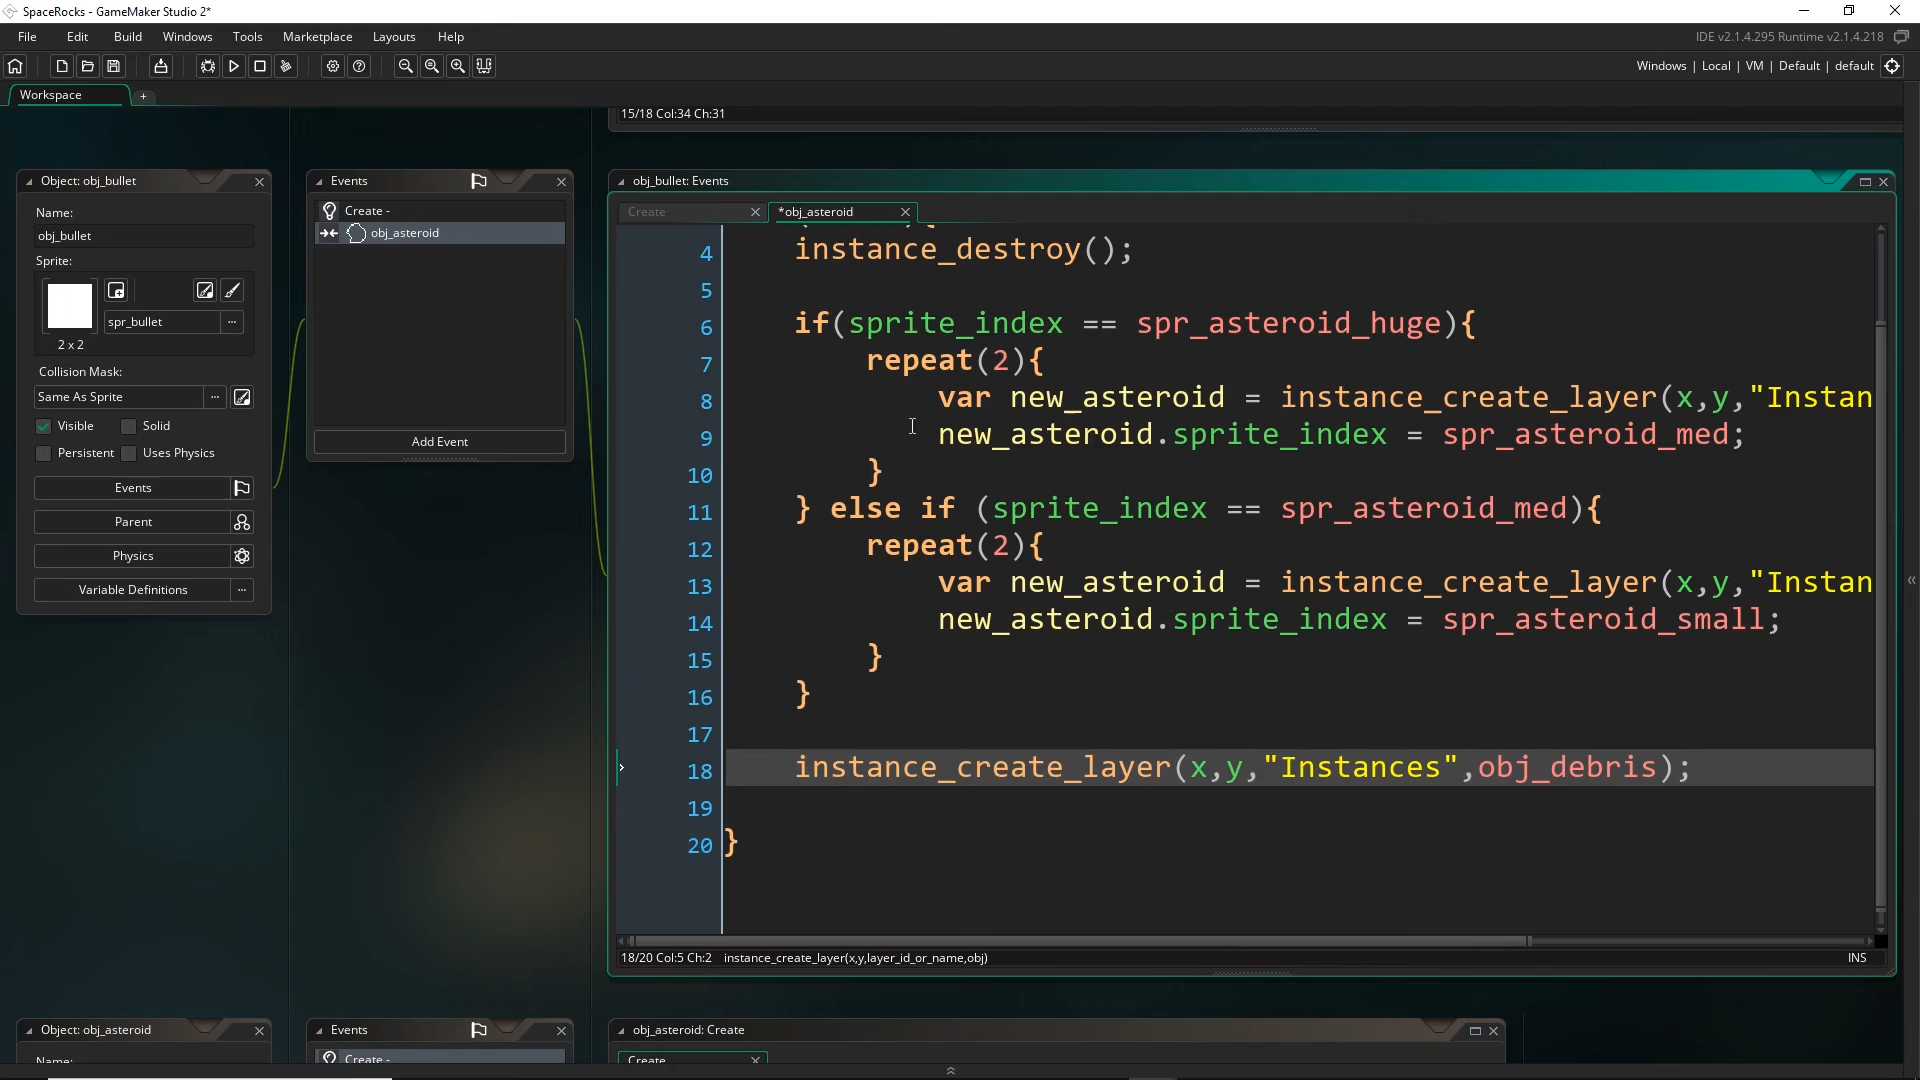 SpaceRocks - GameMaker Studio 2*
File Edit Build Windows Tools Marketplace Layouts Help
IDE v2.1.4.295 Runtime v2.1.4.218
Windows | Local | VM | Default | default
Workspace
+
15/18 Col:34 Ch:31
Object: obj_bullet
Name:
obj_bullet
Sprite:
spr_bullet
...
2 x 2
Collision Mask:
Same As Sprite
...
Visible Solid
Persistent Uses Physics
Events
Parent
Physics
Variable Definitions
...
Events
Create -
obj_asteroid
Add Event
obj_bullet: Events
Create *obj_asteroid
4 instance_destroy();
5
6 if(sprite_index == spr_asteroid_huge){
7 repeat(2){
8 var new_asteroid = instance_create_layer(x,y,"Instan
9 new_asteroid.sprite_index = spr_asteroid_med;
10 }
11 } else if (sprite_index == spr_asteroid_med){
12 repeat(2){
13 var new_asteroid = instance_create_layer(x,y,"Instan
14 new_asteroid.sprite_index = spr_asteroid_small;
15 }
16 }
17
18 instance_create_layer(x,y,"Instances",obj_debris);
19
20 }
18/20 Col:5 Ch:2 instance_create_layer(x,y,layer_id_or_name,obj)
INS
Object: obj_asteroid
Name:
Events
Create -
obj_asteroid: Create
Create